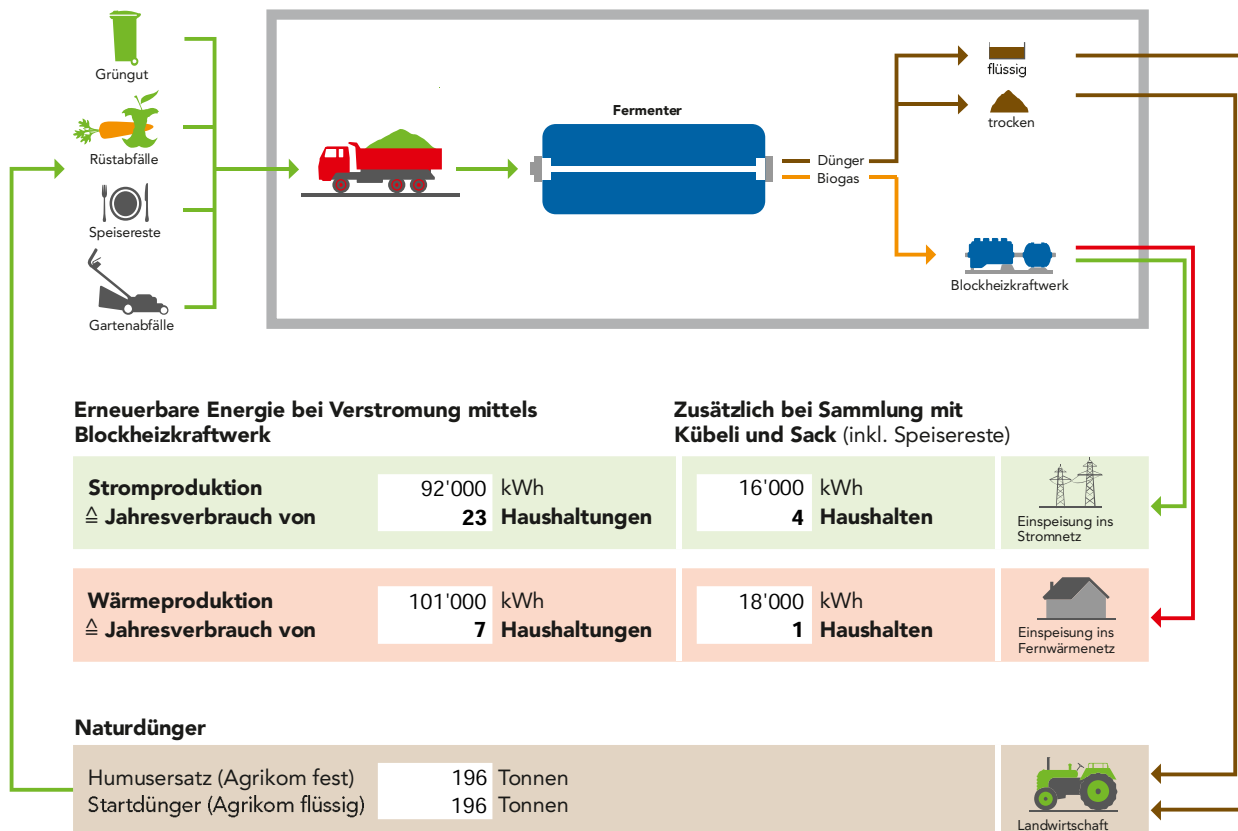 Grüngut
Rüstabfälle
Speisereste
Gartenabfälle
Fermenter
Dünger
Biogas
flüssig
trocken
Blockheizkraftwerk
Erneuerbare Energie bei Verstromung mittels
Blockheizkraftwerk
Zusätzlich bei Sammlung mit
Kübeli und Sack (inkl. Speisereste)
Stromproduktion 92'000 kWh 16'000 kWh
≙ Jahresverbrauch von 23 Haushaltungen 4 Haushalten
Einspeisung ins
Stromnetz
Wärmeproduktion 101'000 kWh 18'000 kWh
≙ Jahresverbrauch von 7 Haushaltungen 1 Haushalten
Einspeisung ins
Fernwärmenetz
Naturdünger
Humusersatz (Agrikom fest) 196 Tonnen
Startdünger (Agrikom flüssig) 196 Tonnen
Landwirtschaft